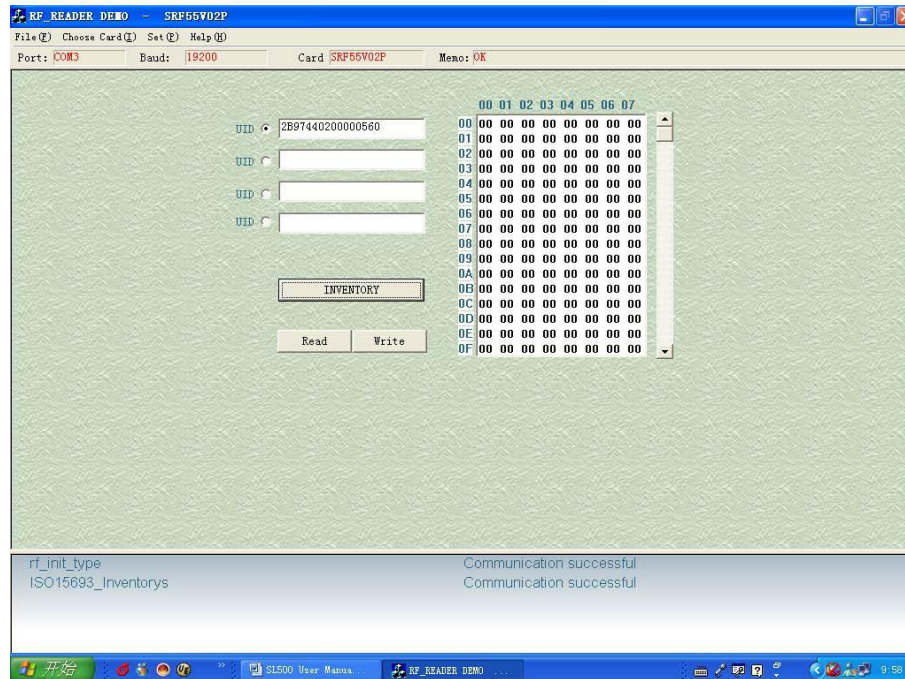 RF_READER DEMO - SRF55V02P
File(F) Choose Card(I) Set(P) Help(H)
Port: COM3 Baud: 19200 Card SRF55V02P Memo: OK
00 01 02 03 04 05 06 07
UID 2B97440200000560
UID
UID
UID
00 00 00 00 00 00 00 00 00
01 00 00 00 00 00 00 00 00
02 00 00 00 00 00 00 00 00
03 00 00 00 00 00 00 00 00
04 00 00 00 00 00 00 00 00
05 00 00 00 00 00 00 00 00
06 00 00 00 00 00 00 00 00
07 00 00 00 00 00 00 00 00
08 00 00 00 00 00 00 00 00
09 00 00 00 00 00 00 00 00
0A 00 00 00 00 00 00 00 00
0B 00 00 00 00 00 00 00 00
0C 00 00 00 00 00 00 00 00
0D 00 00 00 00 00 00 00 00
0E 00 00 00 00 00 00 00 00
0F 00 00 00 00 00 00 00 00
INVENTORY
Read Write
rf_init_type Communication successful
ISO15693_Inventorys Communication successful
开始 SL500 User Manua... RF_READER DEMO ... 9:58